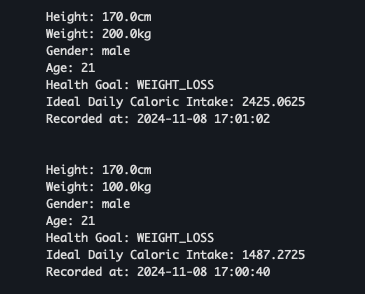 Height: 170.0cm
Weight: 200.0kg
Gender: male
Age: 21
Health Goal: WEIGHT_LOSS
Ideal Daily Caloric Intake: 2425.0625
Recorded at: 2024-11-08 17:01:02
Height: 170.0cm
Weight: 100.0kg
Gender: male
Age: 21
Health Goal: WEIGHT_LOSS
Ideal Daily Caloric Intake: 1487.2725
Recorded at: 2024-11-08 17:00:40